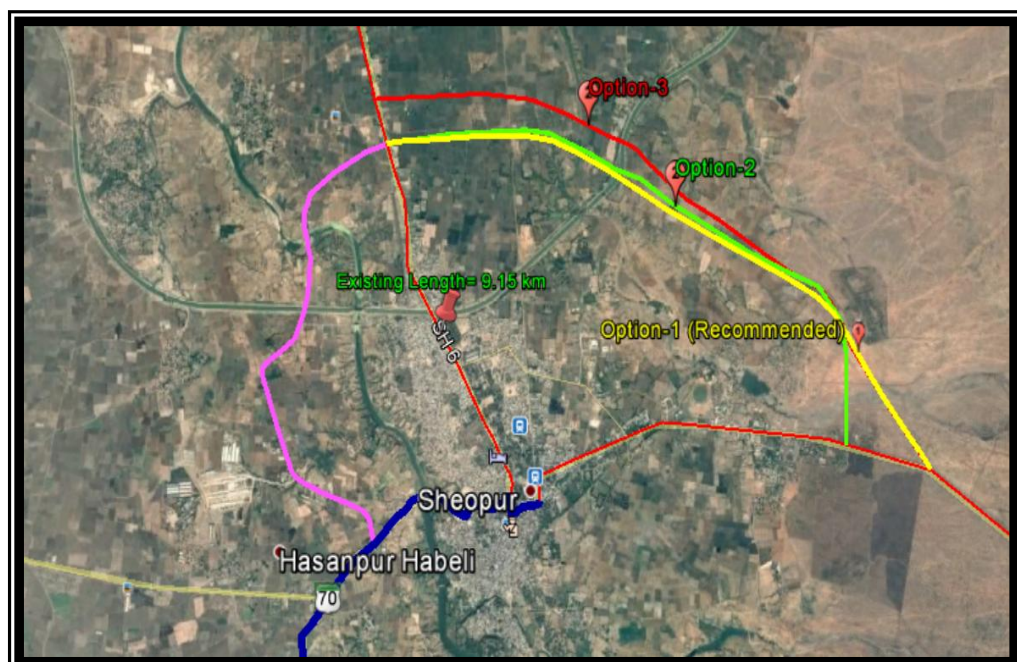 Option-3
Option-2
Existing Length= 9.15 km
Option-1 (Recommended)
SH 6
Sheopur
Hasanpur Habeli
70